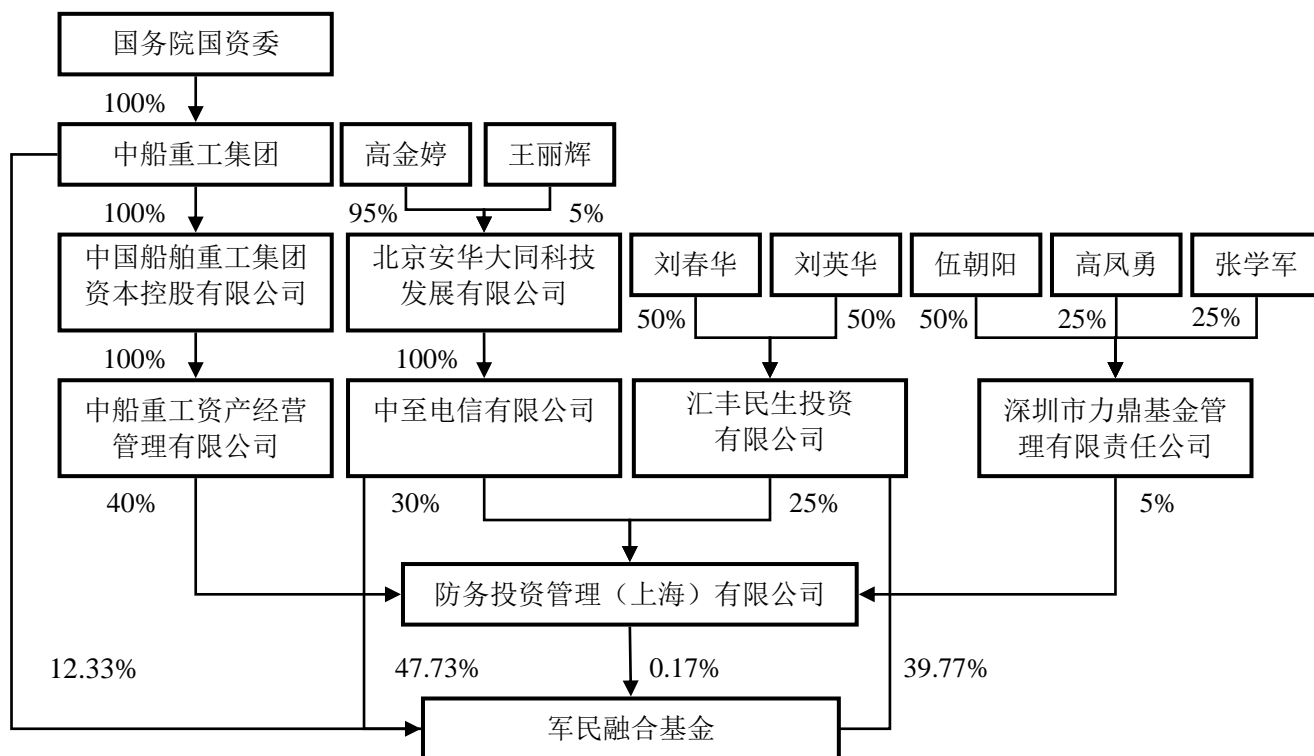 国务院国资委
100%
中船重工集团
高金婷
王丽辉
100%
95%
5%
中国船舶重工集团
资本控股有限公司
北京安华大同科技
发展有限公司
刘春华
刘英华
伍朝阳
高凤勇
张学军
50%
50%
50%
25%
25%
100%
100%
中船重工资产经营
管理有限公司
中至电信有限公司
汇丰民生投资
有限公司
深圳市力鼎基金管
理有限责任公司
40%
30%
25%
5%
防务投资管理（上海）有限公司
12.33%
47.73%
0.17%
39.77%
军民融合基金